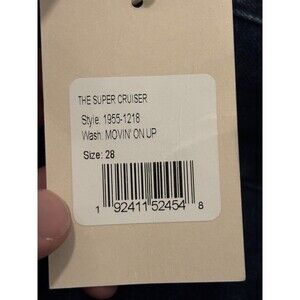 THE SUPER CRUISER
Style: 1955-1218
Wash: MOVIN' ON UP
Size: 28
1 92411 52454 8